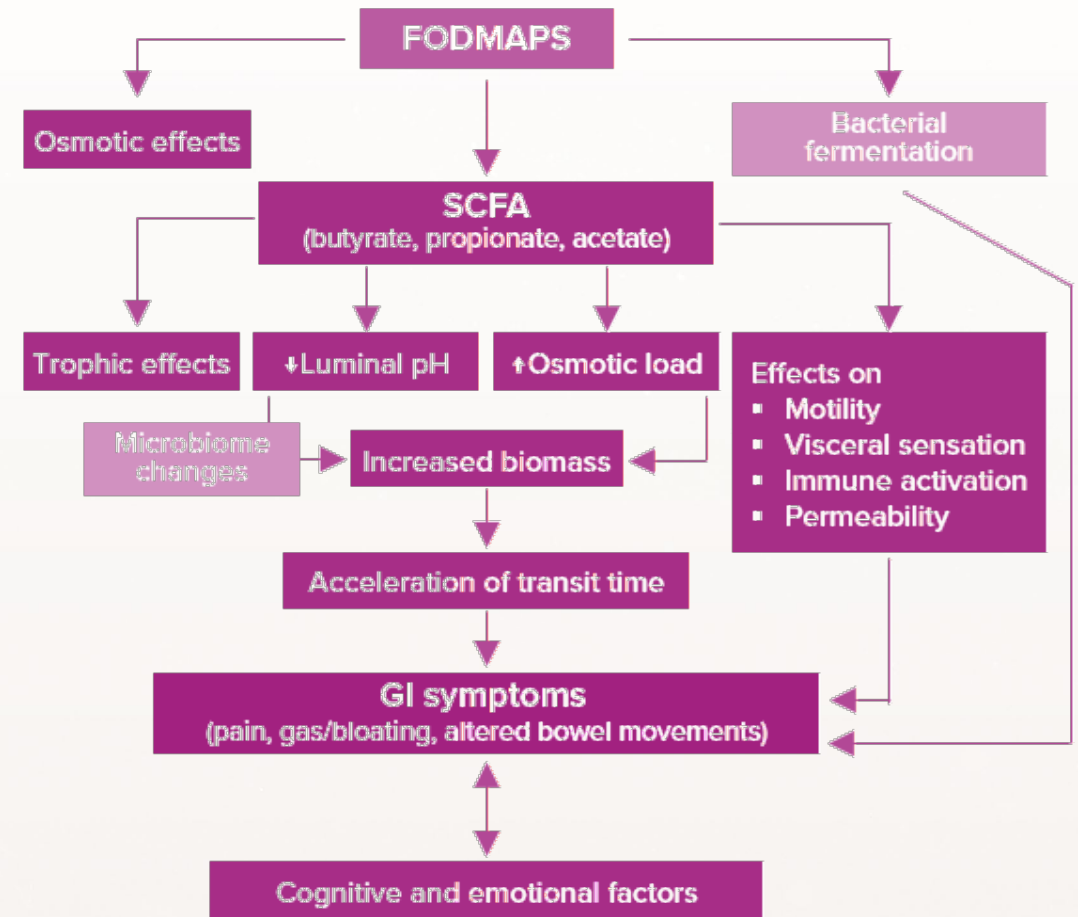 FODMAPS
Osmotic effects
Bacterial
fermentation
SCFA
(butyrate, propionate, acetate)
Trophic effects
↓Luminal pH
↑Osmotic load
Effects on
▪ Motility
▪ Visceral sensation
▪ Immune activation
▪ Permeability
Microbiome
changes
Increased biomass
Acceleration of transit time
GI symptoms
(pain, gas/bloating, altered bowel movements)
Cognitive and emotional factors